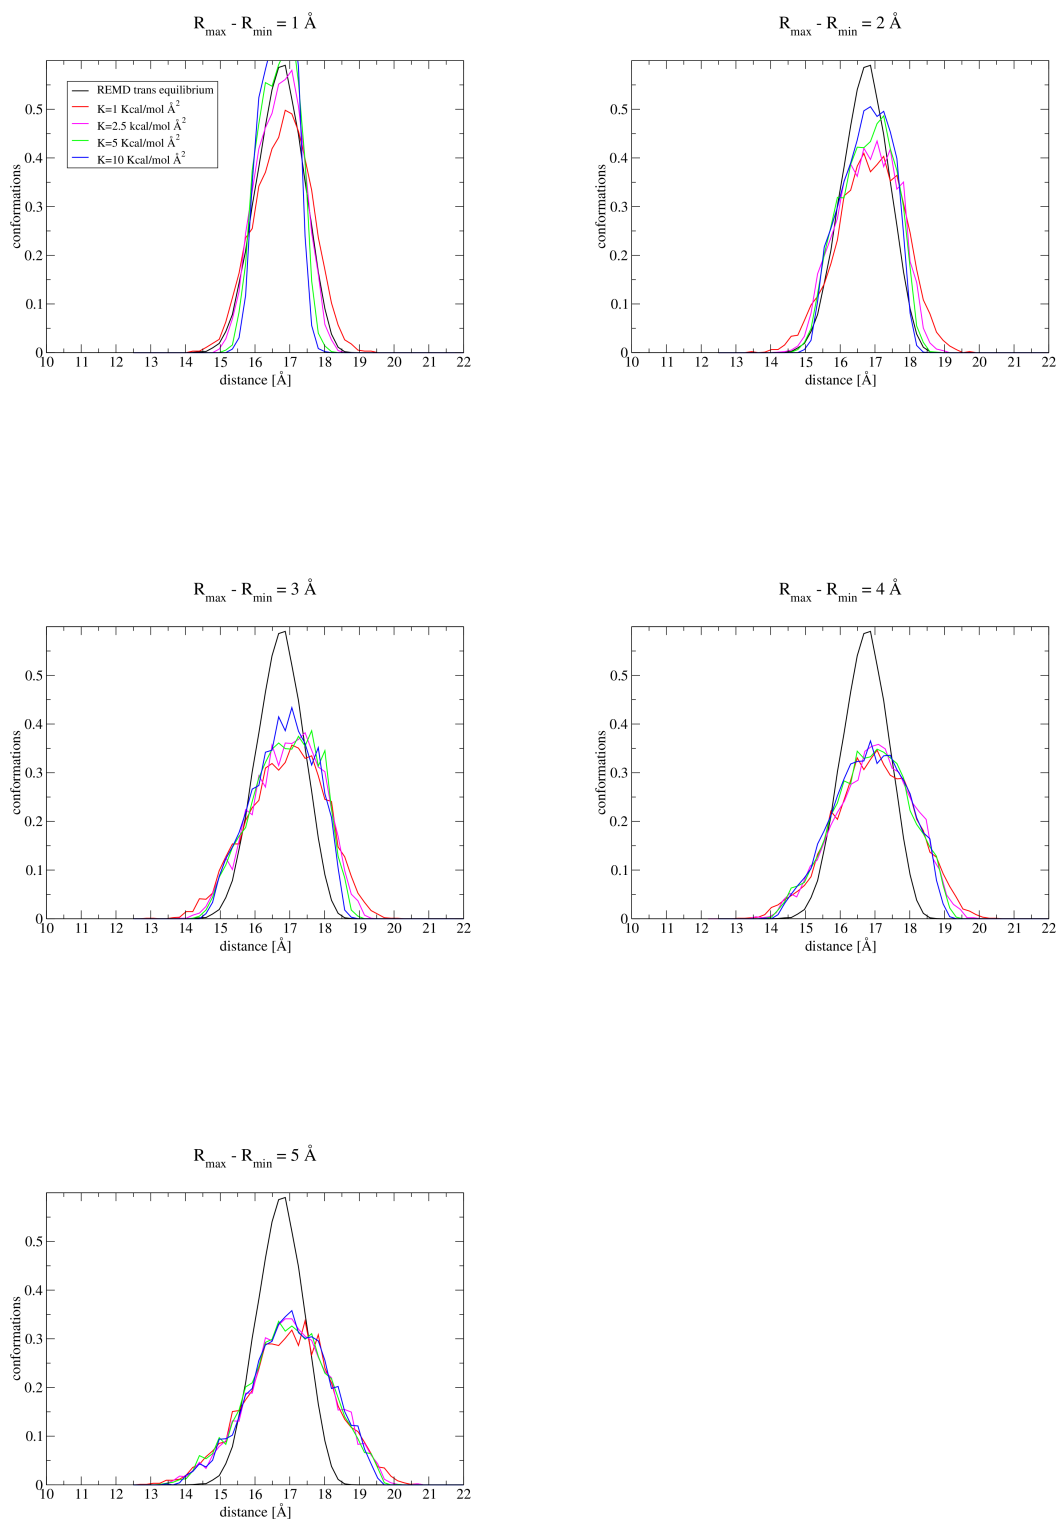 R_max - R_min = 1 Å
R_max - R_min = 2 Å
0.5
0.4
0.3
0.2
0.1
0
conformations
REMD trans equilibrium
K=1 Kcal/mol Å²
K=2.5 kcal/mol Å²
K=5 Kcal/mol Å²
K=10 Kcal/mol Å²
10 11 12 13 14 15 16 17 18 19 20 21 22
distance [Å]
0.5
0.4
0.3
0.2
0.1
0
conformations
10 11 12 13 14 15 16 17 18 19 20 21 22
distance [Å]
R_max - R_min = 3 Å
R_max - R_min = 4 Å
0.5
0.4
0.3
0.2
0.1
0
conformations
10 11 12 13 14 15 16 17 18 19 20 21 22
distance [Å]
0.5
0.4
0.3
0.2
0.1
0
conformations
10 11 12 13 14 15 16 17 18 19 20 21 22
distance [Å]
R_max - R_min = 5 Å
0.5
0.4
0.3
0.2
0.1
0
conformations
10 11 12 13 14 15 16 17 18 19 20 21 22
distance [Å]